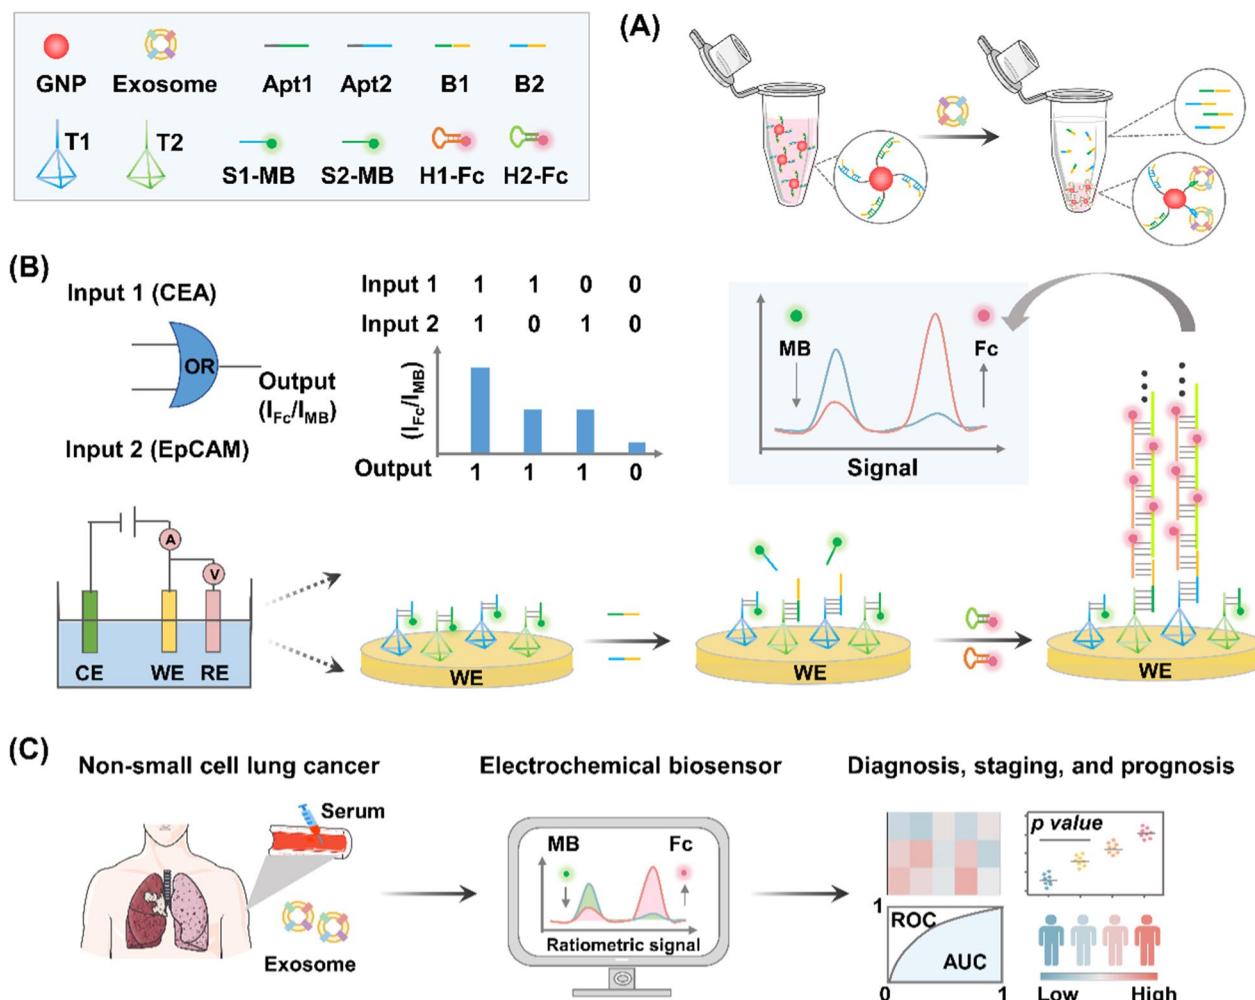 GNP Exosome Apt1 Apt2 B1 B2
T1 T2 S1-MB S2-MB H1-Fc H2-Fc
(A)
(B)
Input 1 (CEA)
OR
Output
(I_Fc/I_MB)
Input 2 (EpCAM)
Input 1 1 1 0 0
Input 2 1 0 1 0
(I_Fc/I_MB)
Output 1 1 1 0
MB Fc
Signal
A
V
CE WE RE
WE
WE
WE
(C)
Non-small cell lung cancer
Serum
Exosome
Electrochemical biosensor
MB Fc
Ratiometric signal
Diagnosis, staging, and prognosis
p value
1
ROC
AUC
0 1
Low High